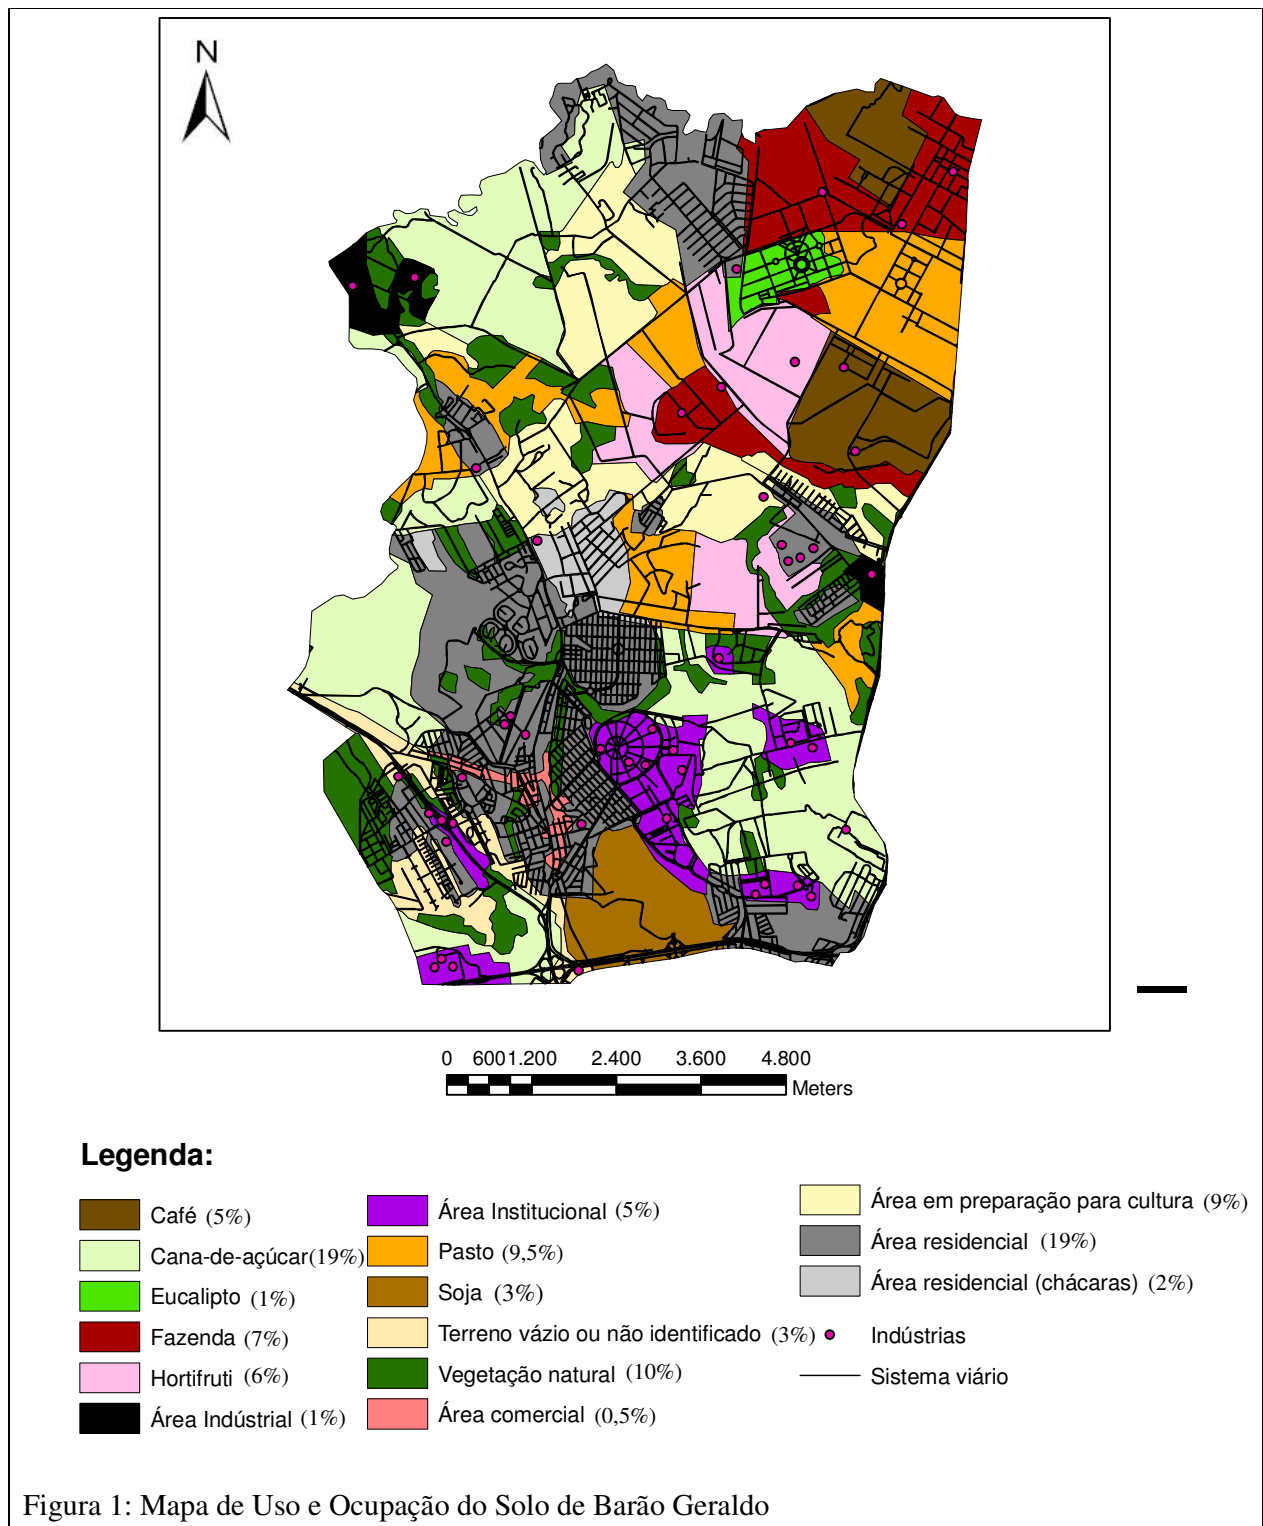 N
0 600 1.200 2.400 3.600 4.800
Meters
Legenda:
Café (5%)
Cana-de-açúcar (19%)
Eucalipto (1%)
Fazenda (7%)
Hortifruti (6%)
Área Indústrial (1%)
Área Institucional (5%)
Pasto (9,5%)
Soja (3%)
Terreno vázio ou não identificado (3%)
Vegetação natural (10%)
Área comercial (0,5%)
Área em preparação para cultura (9%)
Área residencial (19%)
Área residencial (chácaras) (2%)
Indústrias
Sistema viário
Figura 1: Mapa de Uso e Ocupação do Solo de Barão Geraldo